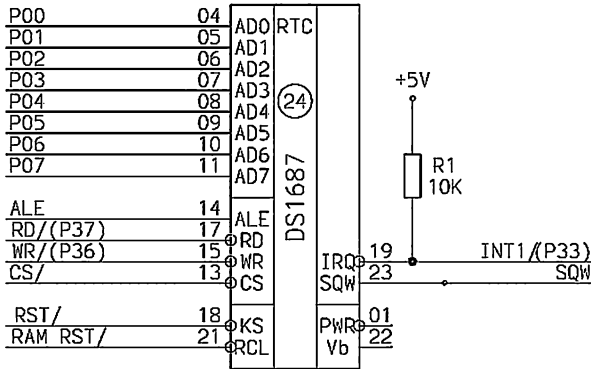 P00 04 AD0 RTC
P01 05 AD1
P02 06 AD2
P03 07 AD3
P04 08 AD4
P05 09 AD5
P06 10 AD6
P07 11 AD7
24
DS1687
+5V
R1
10K
ALE 14 ALE
RD/(P37) 17 RD
WR/(P36) 15 WR
CS/ 13 CS
IRQ 19 INT1/(P33)
SQW 23 SQW
RST/ 18 KS
RAM RST/ 21 RCL
PWR 01
Vb 22